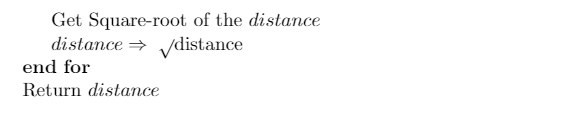 Get Square-root of the distance
distance ⇒ √distance
end for
Return distance